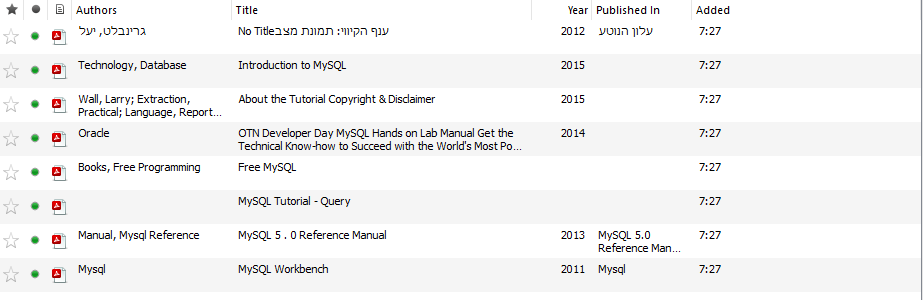 Authors Title Year Published In Added
גרינבלט, יעל No Titleענף הקיווי: תמונת מצב 2012 עלון הנוטע 7:27
Technology, Database Introduction to MySQL 2015 7:27
Wall, Larry; Extraction, About the Tutorial Copyright & Disclaimer 2015 7:27
Practical; Language, Report...
Oracle OTN Developer Day MySQL Hands on Lab Manual Get the 2014 7:27
Technical Know-how to Succeed with the World's Most Po...
Books, Free Programming Free MySQL 7:27
MySQL Tutorial - Query 7:27
Manual, Mysql Reference MySQL 5 . 0 Reference Manual 2013 MySQL 5.0 7:27
Reference Man...
Mysql MySQL Workbench 2011 Mysql 7:27